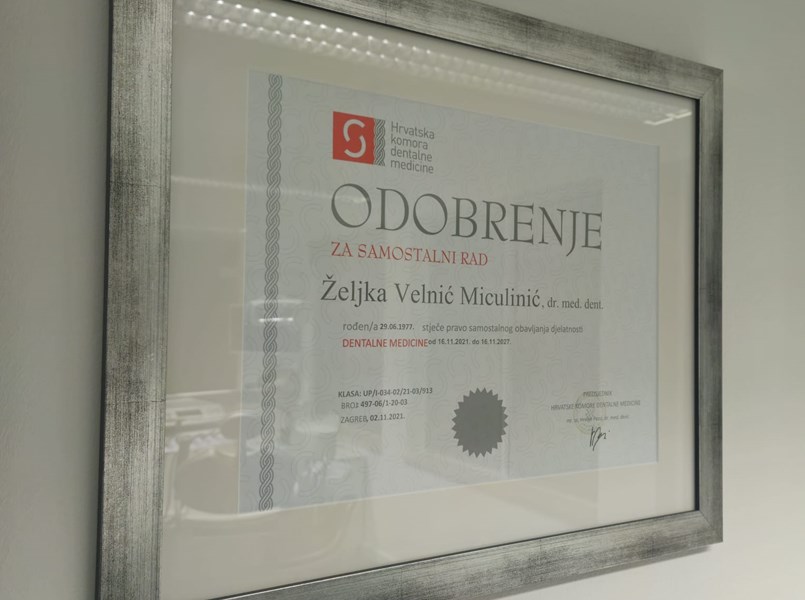 Hrvatska
komora
dentalne
medicine
ODOBRENJE
ZA SAMOSTALNI RAD
Željka Velnić Miculinić, dr. med. dent.
rođen/a 29.06.1977. stječe pravo samostalnog obavljanja djelatnosti
DENTALNE MEDICINE od 16.11.2021. do 16.11.2027.
KLASA: UP/I-034-02/21-03/913
BROJ: 497-06/1-20-03
ZAGREB, 02.11.2021.
PREDSJEDNIK
HRVATSKE KOMORE DENTALNE MEDICINE